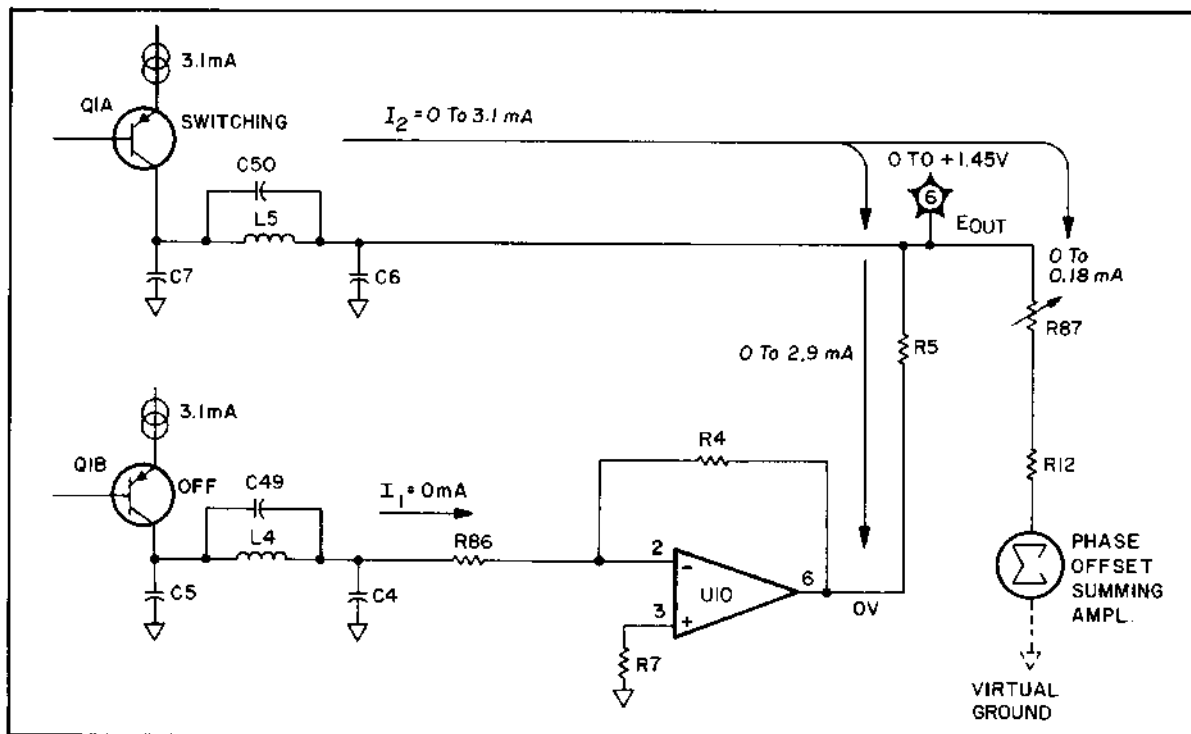 3.1mA
Q1A
SWITCHING
I2 = 0 To 3.1 mA
C50
0 TO +1.45V
6
EOUT
L5
0 To
0.18 mA
C7
C6
R87
R5
0 To 2.9 mA
3.1mA
Q1B
OFF
C49
I1 = 0mA
R4
R12
L4
R86
2
-
U10
6
PHASE
OFFSET
SUMMING
AMPL.
Σ
C5
C4
3
+
0V
R7
VIRTUAL
GROUND